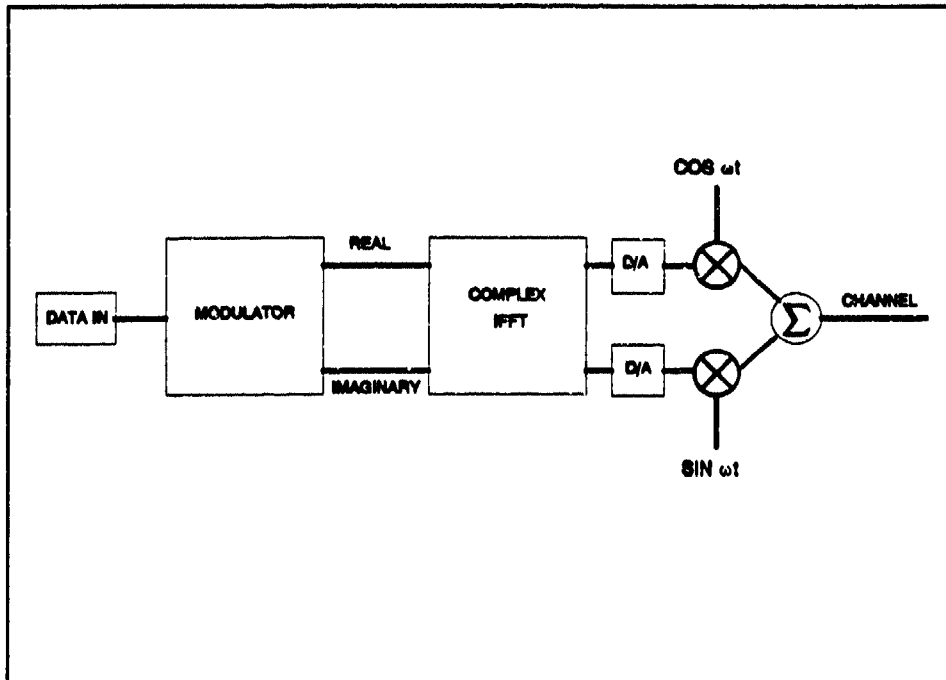 COS ωt
REAL
D/A
COMPLEX
IFFT
CHANNEL
DATA IN
MODULATOR
Σ
D/A
IMAGINARY
SIN ωt